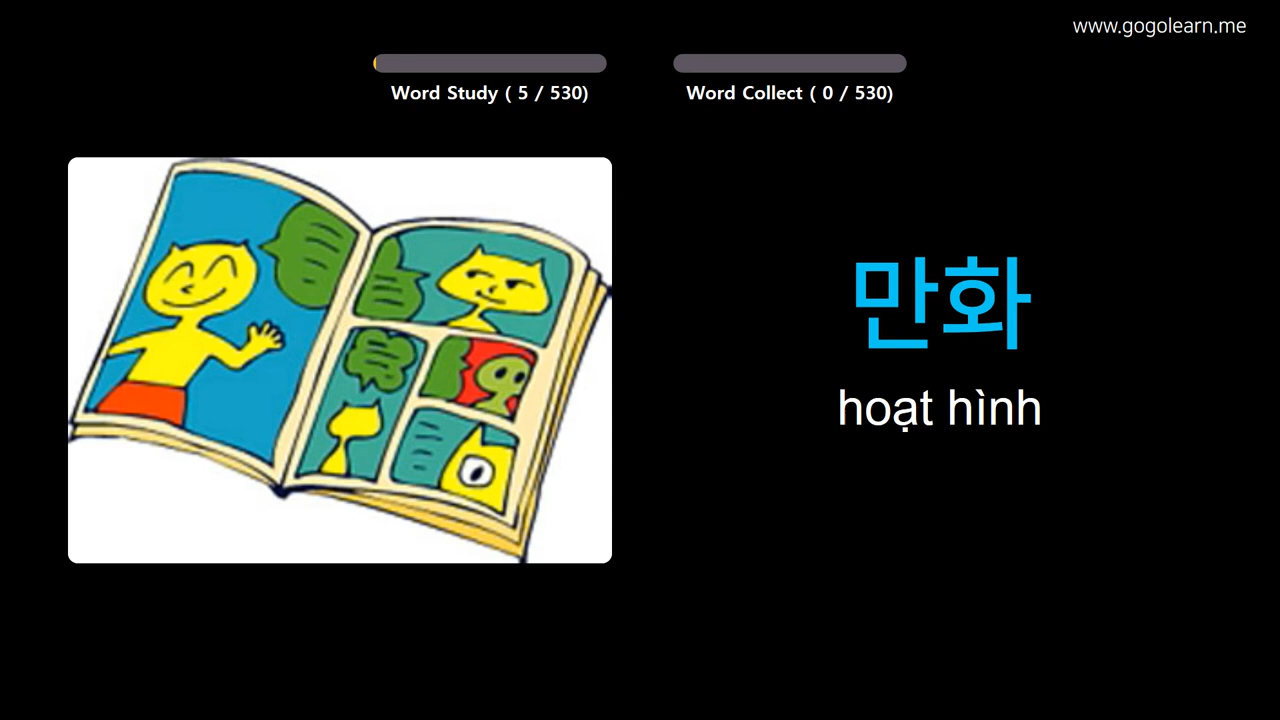 www.gogolearn.me
Word Study ( 5 / 530)
Word Collect ( 0 / 530)
만화
hoạt hình